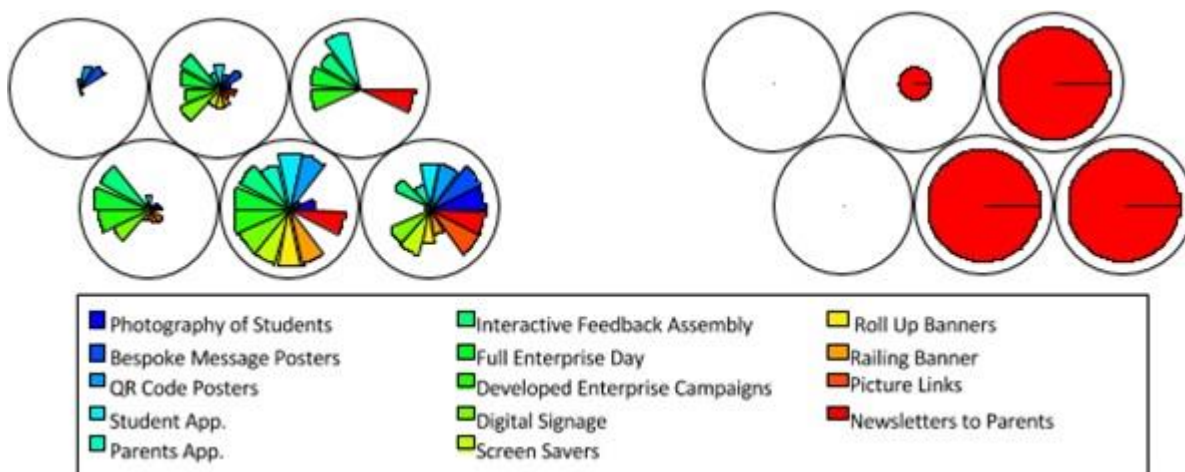 Photography of Students
Bespoke Message Posters
QR Code Posters
Student App.
Parents App.
Interactive Feedback Assembly
Full Enterprise Day
Developed Enterprise Campaigns
Digital Signage
Screen Savers
Roll Up Banners
Railing Banner
Picture Links
Newsletters to Parents